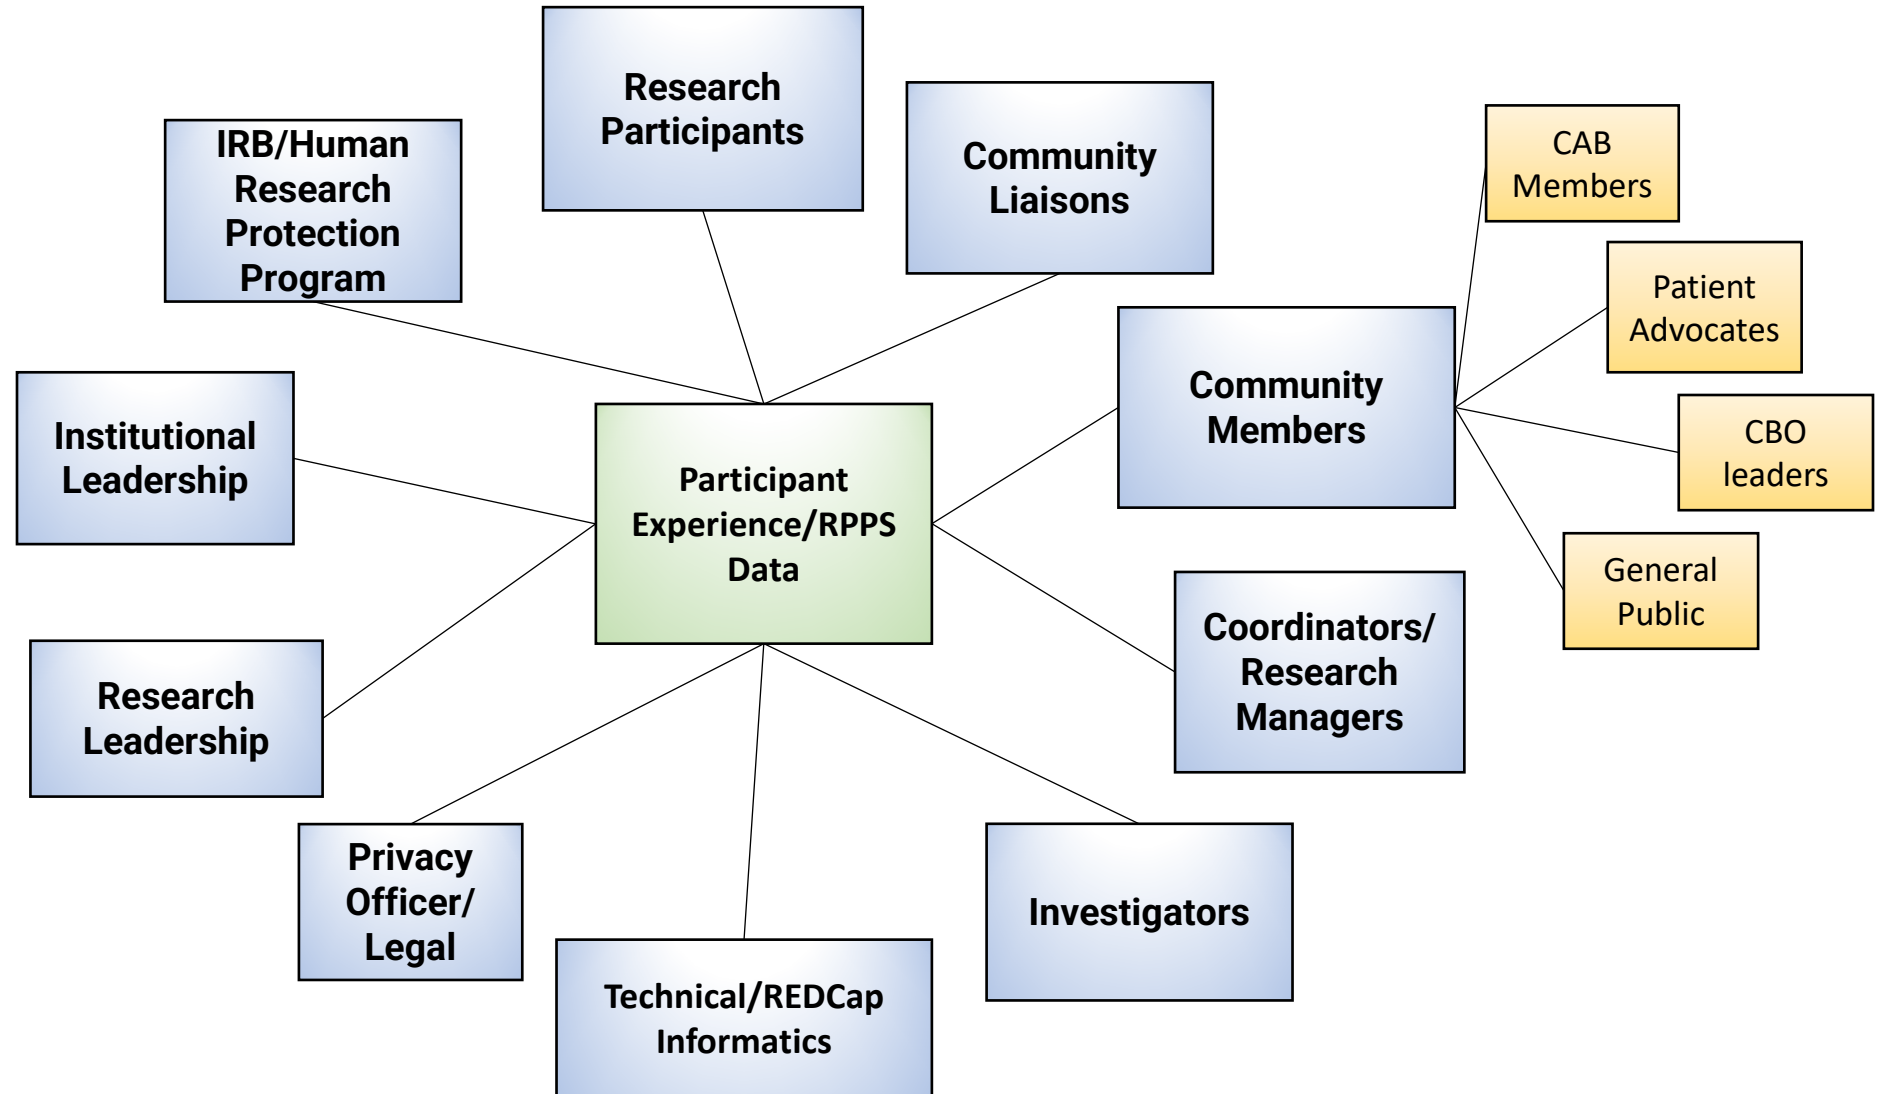 Research
Participants
Community
Liaisons
CAB
Members
IRB/Human
Research
Protection
Program
Patient
Advocates
Community
Members
CBO
leaders
Institutional
Leadership
Participant
Experience/RPPS
Data
General
Public
Coordinators/
Research
Managers
Research
Leadership
Privacy
Officer/
Legal
Investigators
Technical/REDCap
Informatics